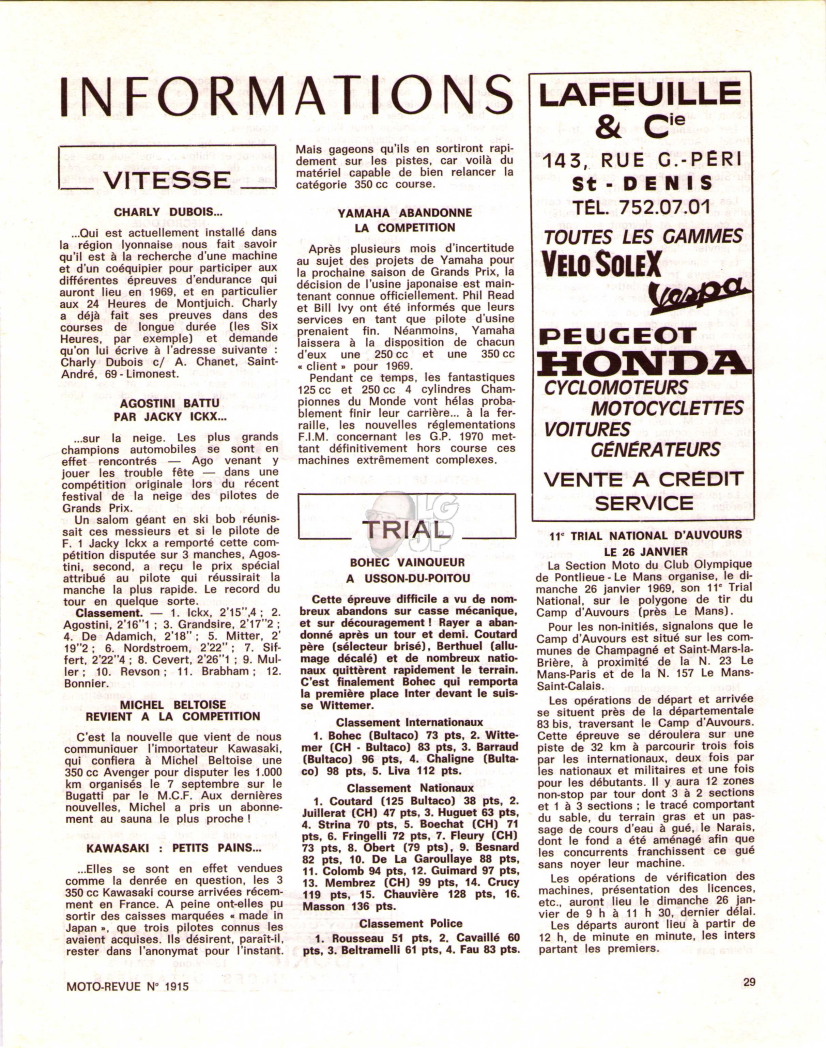 INFORMATIONS
VITESSE
CHARLY DUBOIS...
...Qui est actuellement installé dans
la région lyonnaise nous fait savoir
qu'il est à la recherche d'une machine
et d'un coéquipier pour participer aux
différentes épreuves d'endurance qui
auront lieu en 1969, et en particulier
aux 24 Heures de Montjuich. Charly
a déjà fait ses preuves dans des
courses de longue durée (les Six
Heures, par exemple) et demande
qu'on lui écrive à l'adresse suivante :
Charly Dubois c/ A. Chanet, Saint-
André, 69 - Limonest.
AGOSTINI BATTU
PAR JACKY ICKX...
...sur la neige. Les plus grands
champions automobiles se sont en
effet rencontrés — Ago venant y
jouer les trouble fête — dans une
compétition originale lors du récent
festival de la neige des pilotes de
Grands Prix.
Un salom géant en ski bob réunis-
sait ces messieurs et si le pilote de
F. 1 Jacky Ickx a remporté cette com-
pétition disputée sur 3 manches, Agos-
tini, second, a reçu le prix spécial
attribué au pilote qui réussirait la
manche la plus rapide. Le record du
tour en quelque sorte.
Classement. — 1. Ickx, 2'15",4 ; 2.
Agostini, 2'16"1 ; 3. Grandsire, 2'17"2 ;
4. De Adamich, 2'18" ; 5. Mitter, 2'
19"2 ; 6. Nordstroem, 2'22" ; 7. Sif-
fert, 2'22"4 ; 8. Cevert, 2'26"1 ; 9. Mul-
ler ; 10. Revson ; 11. Brabham ; 12.
Bonnier.
MICHEL BELTOISE
REVIENT A LA COMPETITION
C'est la nouvelle que vient de nous
communiquer l'importateur Kawasaki,
qui confiera à Michel Beltoise une
350 cc Avenger pour disputer les 1.000
km organisés le 7 septembre sur le
Bugatti par le M.C.F. Aux dernières
nouvelles, Michel a pris un abonne-
ment au sauna le plus proche !
KAWASAKI : PETITS PAINS...
...Elles se sont en effet vendues
comme la denrée en question, les 3
350 cc Kawasaki course arrivées récem-
ment en France. A peine ont-elles pu
sortir des caisses marquées « made in
Japan », que trois pilotes connus les
avaient acquises. Ils désirent, paraît-il,
rester dans l'anonymat pour l'instant.
Mais gageons qu'ils en sortiront rapi-
dement sur les pistes, car voilà du
matériel capable de bien relancer la
catégorie 350 cc course.
YAMAHA ABANDONNE
LA COMPETITION
Après plusieurs mois d'incertitude
au sujet des projets de Yamaha pour
la prochaine saison de Grands Prix, la
décision de l'usine japonaise est main-
tenant connue officiellement. Phil Read
et Bill Ivy ont été informés que leurs
services en tant que pilote d'usine
prenaient fin. Néanmoins, Yamaha
laissera à la disposition de chacun
d'eux une 250 cc et une 350 cc
« client » pour 1969.
Pendant ce temps, les fantastiques
125 cc et 250 cc 4 cylindres Cham-
pionnes du Monde vont hélas proba-
blement finir leur carrière... à la fer-
raille, les nouvelles réglementations
F.I.M. concernant les G.P. 1970 met-
tant définitivement hors course ces
machines extrêmement complexes.
TRIAL
LG
JP
BOHEC VAINQUEUR
A USSON-DU-POITOU
Cette épreuve difficile a vu de nom-
breux abandons sur casse mécanique,
et sur découragement ! Rayer a aban-
donné après un tour et demi. Coutard
père (sélecteur brisé), Berthuel (allu-
mage décalé) et de nombreux natio-
naux quittèrent rapidement le terrain.
C'est finalement Bohec qui remporta
la première place Inter devant le suis-
se Wittemer.
Classement Internationaux
1. Bohec (Bultaco) 73 pts, 2. Witte-
mer (CH - Bultaco) 83 pts, 3. Barraud
(Bultaco) 96 pts, 4. Chaligne (Bulta-
co) 98 pts, 5. Liva 112 pts.
Classement Nationaux
1. Coutard (125 Bultaco) 38 pts, 2.
Juillerat (CH) 47 pts, 3. Huguet 63 pts,
4. Strina 70 pts, 5. Boechat (CH) 71
pts, 6. Fringelli 72 pts, 7. Fleury (CH)
73 pts, 8. Obert (79 pts), 9. Besnard
82 pts, 10. De La Garoullaye 88 pts,
11. Colomb 94 pts, 12. Guimard 97 pts,
13. Membrez (CH) 99 pts, 14. Crucy
119 pts, 15. Chauvière 128 pts, 16.
Masson 136 pts.
Classement Police
1. Rousseau 51 pts, 2, Cavaillé 60
pts, 3. Beltramelli 61 pts, 4. Fau 83 pts.
LAFEUILLE
& Cie
143, RUE G.-PÉRI
St - DENIS
TÉL. 752.07.01
TOUTES LES GAMMES
VELO SOLEX
Vespa
PEUGEOT
HONDA
CYCLOMOTEURS
MOTOCYCLETTES
VOITURES
GÉNÉRATEURS
VENTE A CRÉDIT
SERVICE
11e TRIAL NATIONAL D'AUVOURS
LE 26 JANVIER
La Section Moto du Club Olympique
de Pontlieue - Le Mans organise, le di-
manche 26 janvier 1969, son 11e Trial
National, sur le polygone de tir du
Camp d'Auvours (près Le Mans).
Pour les non-initiés, signalons que le
Camp d'Auvours est situé sur les com-
munes de Champagné et Saint-Mars-la-
Brière, à proximité de la N. 23 Le
Mans-Paris et de la N. 157 Le Mans-
Saint-Calais.
Les opérations de départ et arrivée
se situent près de la départementale
83 bis, traversant le Camp d'Auvours.
Cette épreuve se déroulera sur une
piste de 32 km à parcourir trois fois
par les internationaux, deux fois par
les nationaux et militaires et une fois
pour les débutants. Il y aura 12 zones
non-stop par tour dont 3 à 2 sections
et 1 à 3 sections ; le tracé comportant
du sable, du terrain gras et un pas-
sage de cours d'eau à gué, le Narais,
dont le fond a été aménagé afin que
les concurrents franchissent ce gué
sans noyer leur machine.
Les opérations de vérification des
machines, présentation des licences,
etc., auront lieu le dimanche 26 jan-
vier de 9 h à 11 h 30, dernier délai.
Les départs auront lieu à partir de
12 h, de minute en minute, les inters
partant les premiers.
MOTO-REVUE N° 1915
29